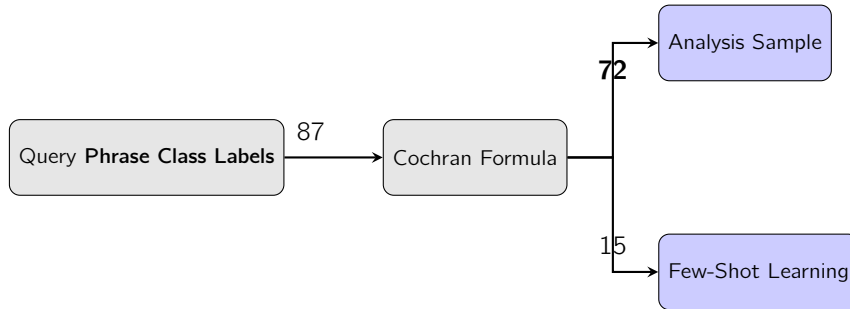 Query Phrase Class Labels
87
Cochran Formula
72
Analysis Sample
15
Few-Shot Learning